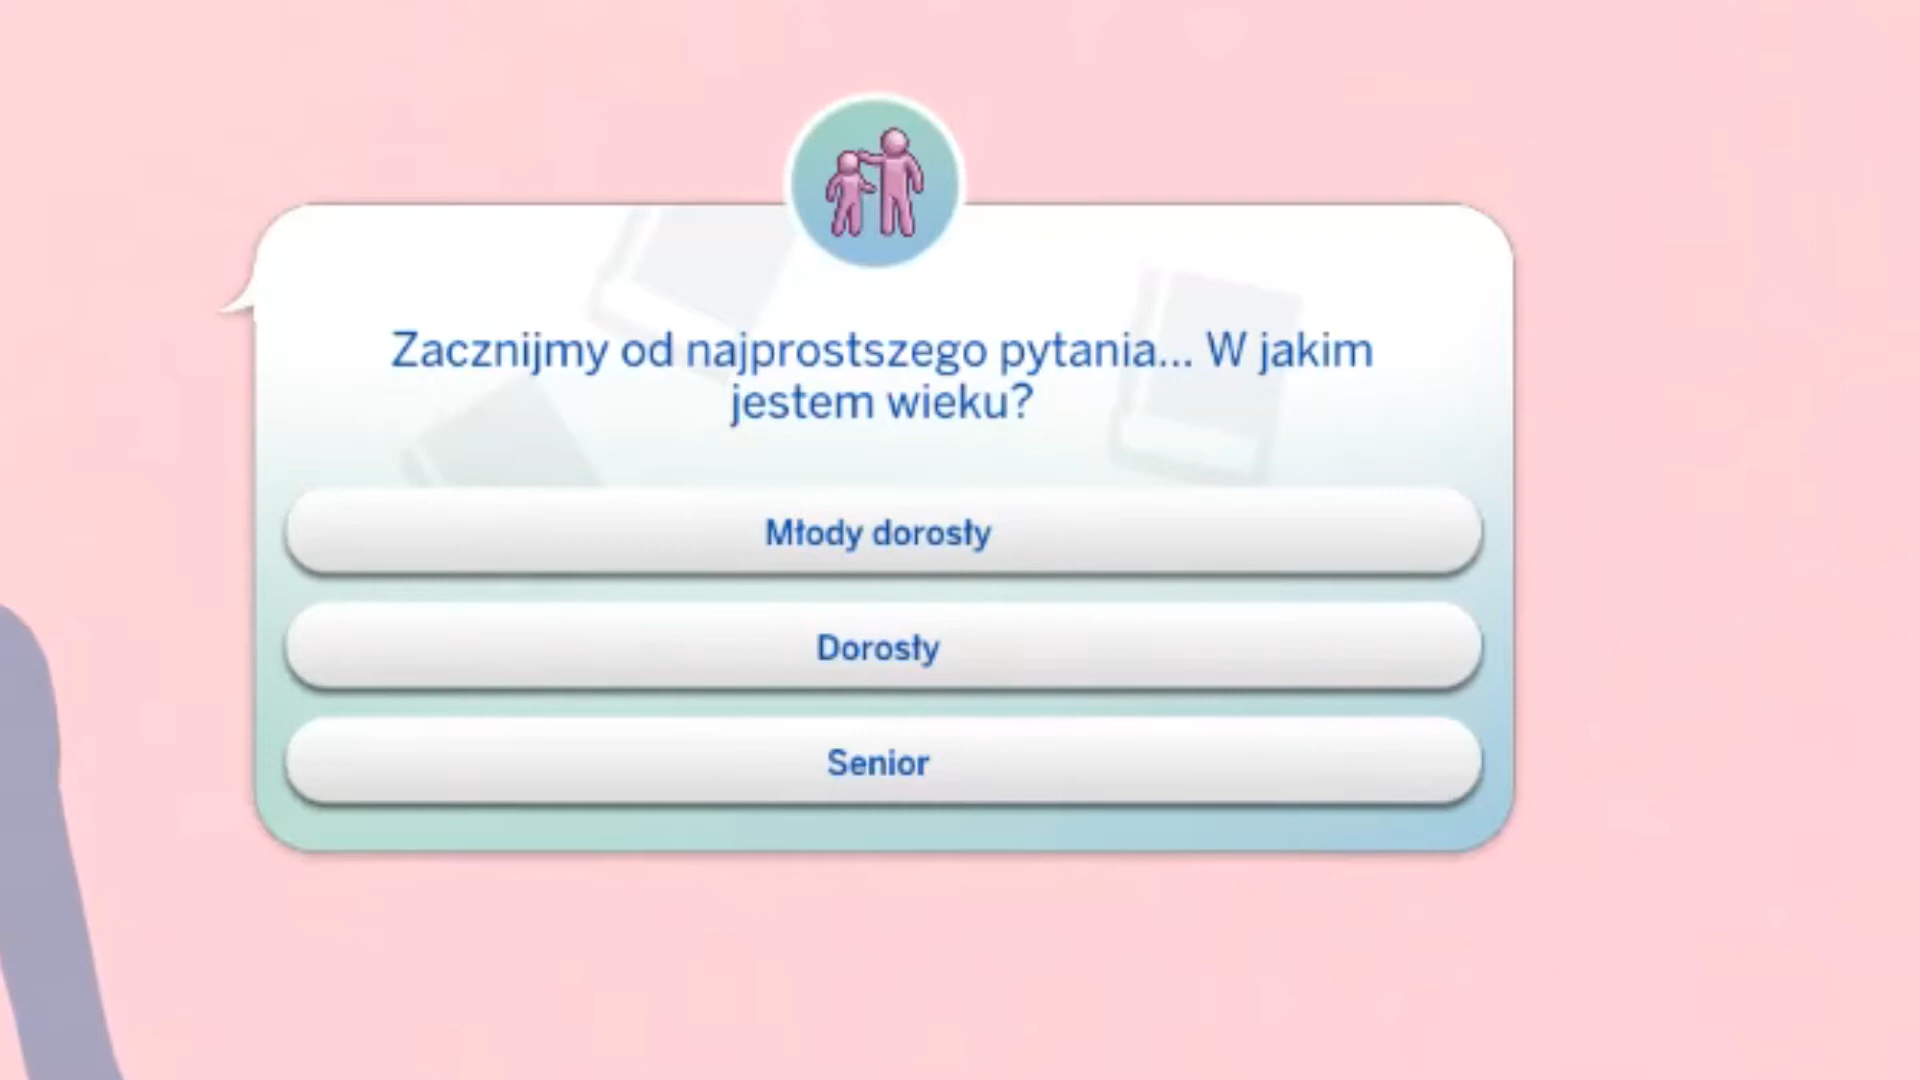 Zacznijmy od najprostszego pytania... W jakim
jestem wieku?
Młody dorosły
Dorosły
Senior